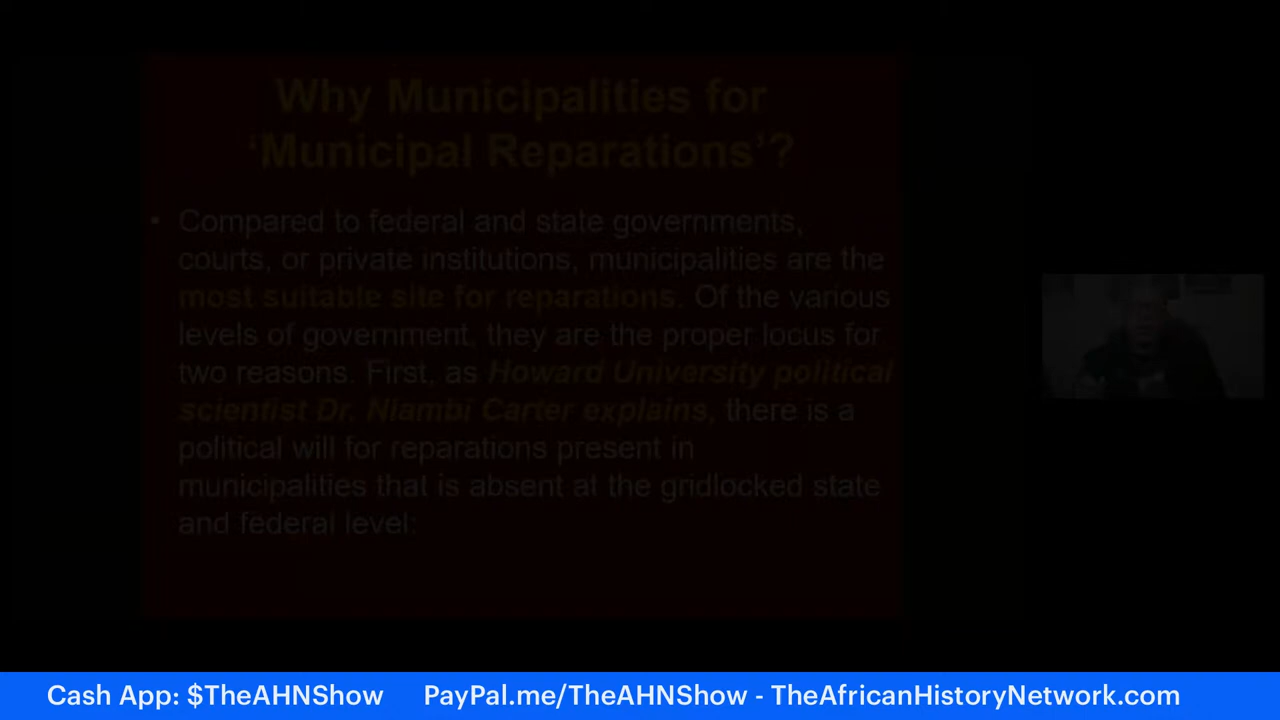 Why Municipalities for
‘Municipal Reparations’?
• Compared to federal and state governments,
courts, or private institutions, municipalities are the
most suitable site for reparations. Of the various
levels of government, they are the proper locus for
two reasons. First, as Howard University political
scientist Dr. Niambi Carter explains, there is a
political will for reparations present in
municipalities that is absent at the gridlocked state
and federal level:
Cash App: $TheAHNShow PayPal.me/TheAHNShow - TheAfricanHistoryNetwork.com